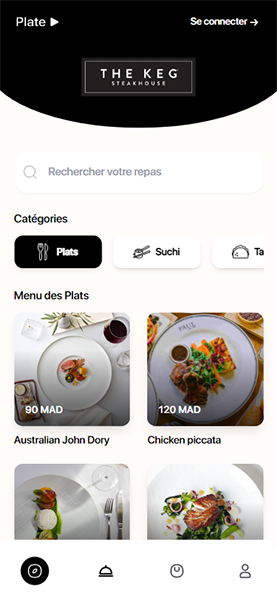 Plate
Se connecter →
THE KEG
STEAKHOUSE
Rechercher votre repas
Catégories
Plats
Suchi
Ta
Menu des Plats
90 MAD
120 MAD
Australian John Dory
Chicken piccata